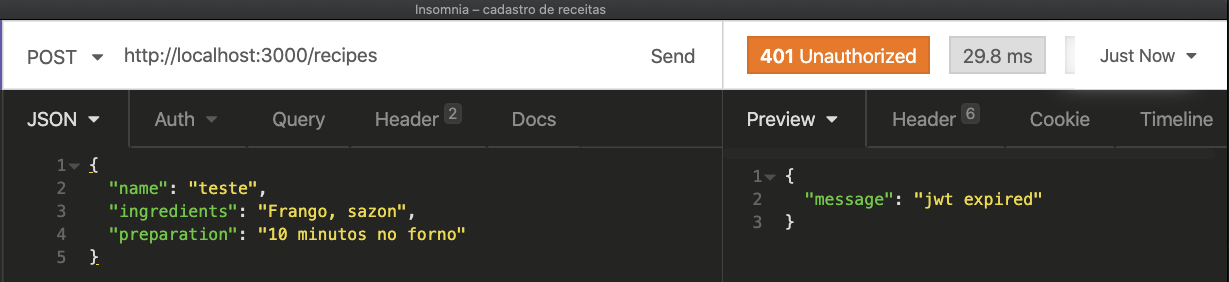 Insomnia – cadastro de receitas
POST http://localhost:3000/recipes Send
401 Unauthorized 29.8 ms Just Now
JSON Auth Query Header 2 Docs
Preview Header 6 Cookie Timeline
1 {
2 "name": "teste",
3 "ingredients": "Frango, sazon",
4 "preparation": "10 minutos no forno"
5 }
1 {
2 "message": "jwt expired"
3 }